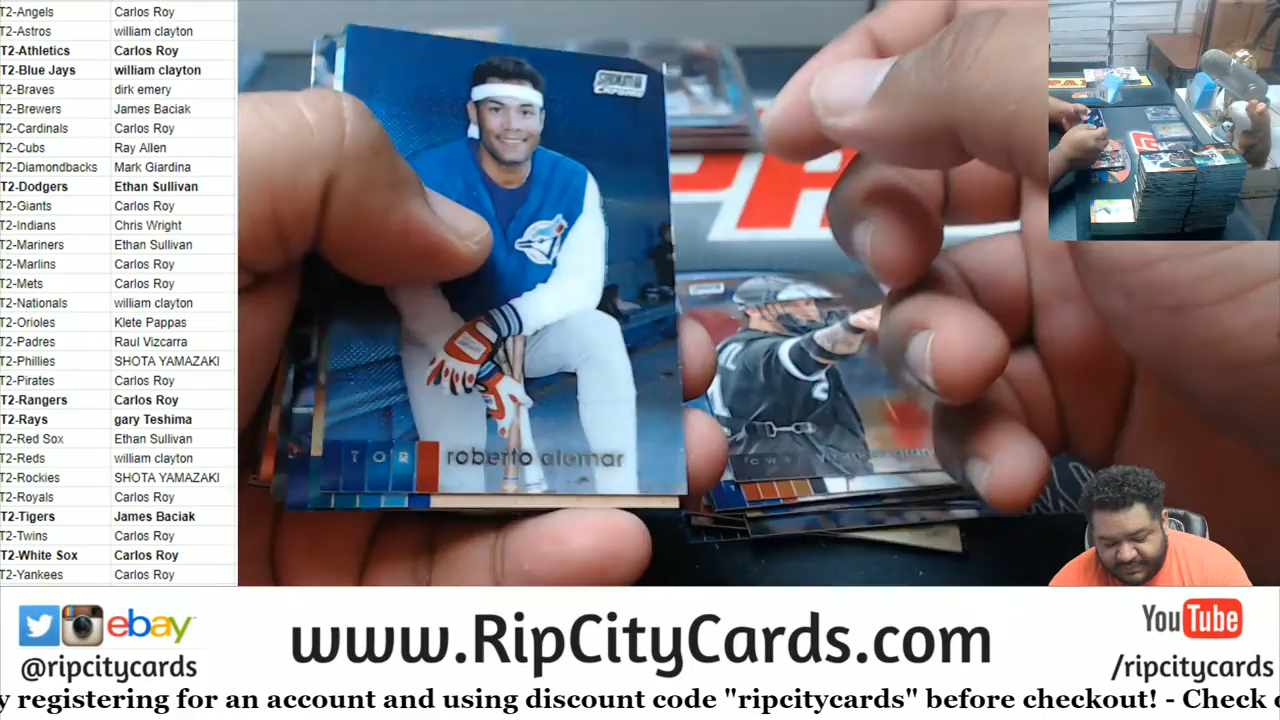 T2-Angels Carlos Roy
T2-Astros william clayton
T2-Athletics Carlos Roy
T2-Blue Jays william clayton
T2-Braves dirk emery
T2-Brewers James Baciak
T2-Cardinals Carlos Roy
T2-Cubs Ray Allen
T2-Diamondbacks Mark Giardina
T2-Dodgers Ethan Sullivan
T2-Giants Carlos Roy
T2-Indians Chris Wright
T2-Mariners Ethan Sullivan
T2-Marlins Carlos Roy
T2-Mets Carlos Roy
T2-Nationals william clayton
T2-Orioles Klete Pappas
T2-Padres Raul Vizcarra
T2-Phillies SHOTA YAMAZAKI
T2-Pirates Carlos Roy
T2-Rangers Carlos Roy
T2-Rays gary Teshima
T2-Red Sox Ethan Sullivan
T2-Reds william clayton
T2-Rockies SHOTA YAMAZAKI
T2-Royals Carlos Roy
T2-Tigers James Baciak
T2-Twins Carlos Roy
T2-White Sox Carlos Roy
T2-Yankees Carlos Roy
STADIUM
CHROME
TOR roberto alomar
ebay
@ripcitycards
www.RipCityCards.com
YouTube
/ripcitycards
y registering for an account and using discount code "ripcitycards" before checkout! - Check